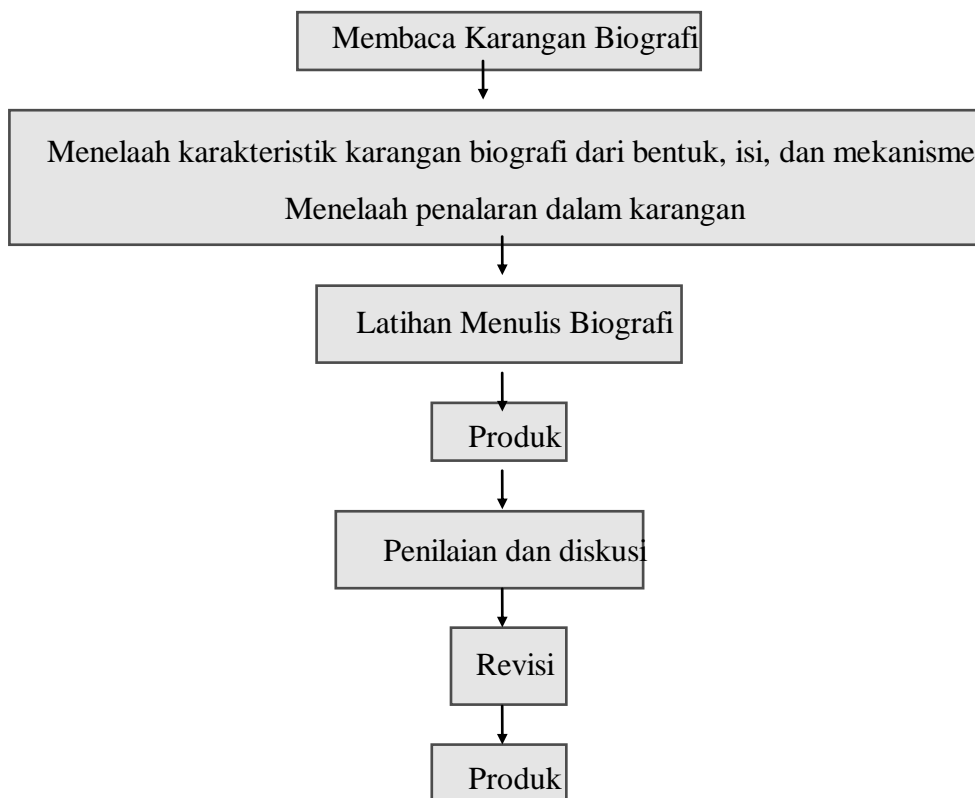 Membaca Karangan Biografi
Menelaah karakteristik karangan biografi dari bentuk, isi, dan mekanisme
Menelaah penalaran dalam karangan
Latihan Menulis Biografi
Produk
Penilaian dan diskusi
Revisi
Produk